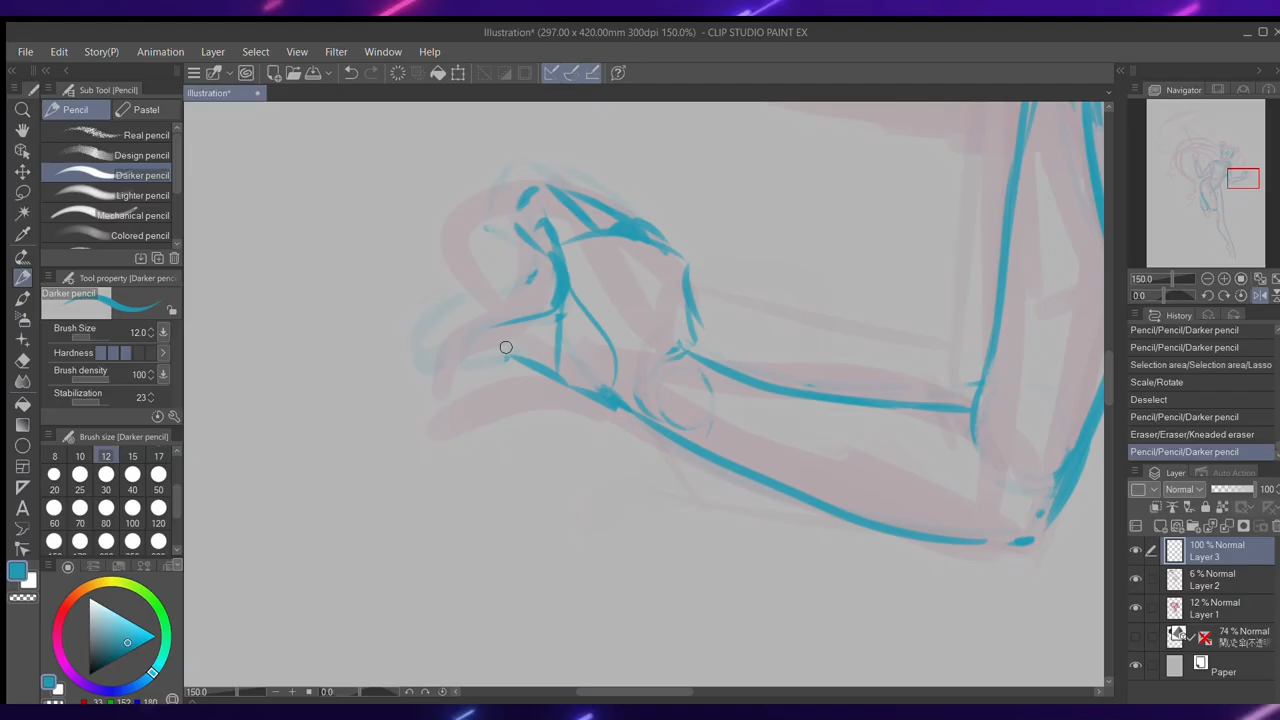 Illustration* (297.00 x 420.00mm 300dpi 150.0%) - CLIP STUDIO PAINT EX
File Edit Story(P) Animation Layer Select View Filter Window Help
Sub Tool [Pencil]
Illustration*
Navigator
Pencil Pastel
Real pencil
Design pencil
Darker pencil
Lighter pencil
Mechanical pencil
Colored pencil
Tool property [Darker penc
Darker pencil
Brush Size 12.0
Hardness
Brush density 100
Stabilization 23
Brush size [Darker pencil]
8 10 12 15 17
20 25 30 40 50
60 70 80 100 120
150.0
0.0
History
Pencil/Pencil/Darker pencil
Pencil/Pencil/Darker pencil
Selection area/Selection area/Lasso
Scale/Rotate
Deselect
Pencil/Pencil/Darker pencil
Eraser/Eraser/Kneaded eraser
Pencil/Pencil/Darker pencil
Layer Auto Action
Normal 100
100 % Normal
Layer 3
6 % Normal
Layer 2
12 % Normal
Layer 1
74 % Normal
Paper
150.0 0.0
33 152 180